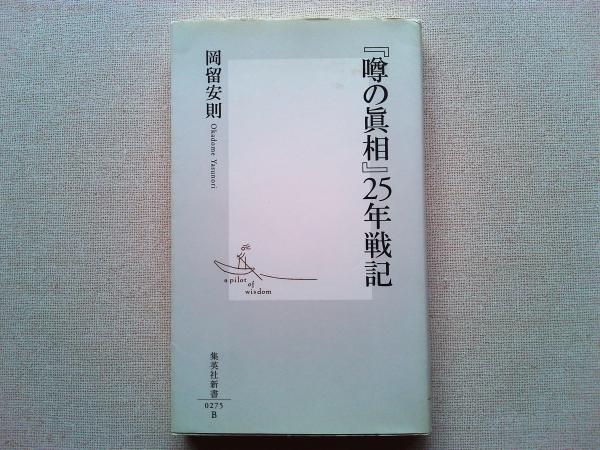 『噂の眞相』25年戦記
岡留安則
Okadome Yasunori
a pilot
of
wisdom
集英社新書
0275
B